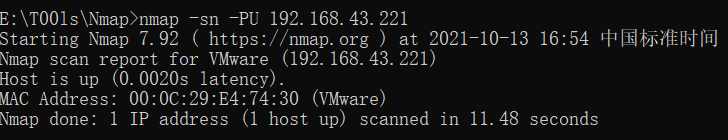 E:\T00ls\Nmap>nmap -sn -PU 192.168.43.221
Starting Nmap 7.92 ( https://nmap.org ) at 2021-10-13 16:54 中国标准时间
Nmap scan report for VMware (192.168.43.221)
Host is up (0.0020s latency).
MAC Address: 00:0C:29:E4:74:30 (VMware)
Nmap done: 1 IP address (1 host up) scanned in 11.48 seconds